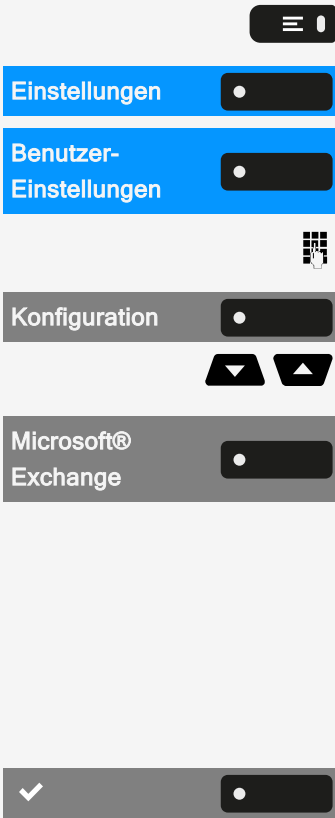 Einstellungen
Benutzer-
Einstellungen
Konfiguration
Microsoft®
Exchange